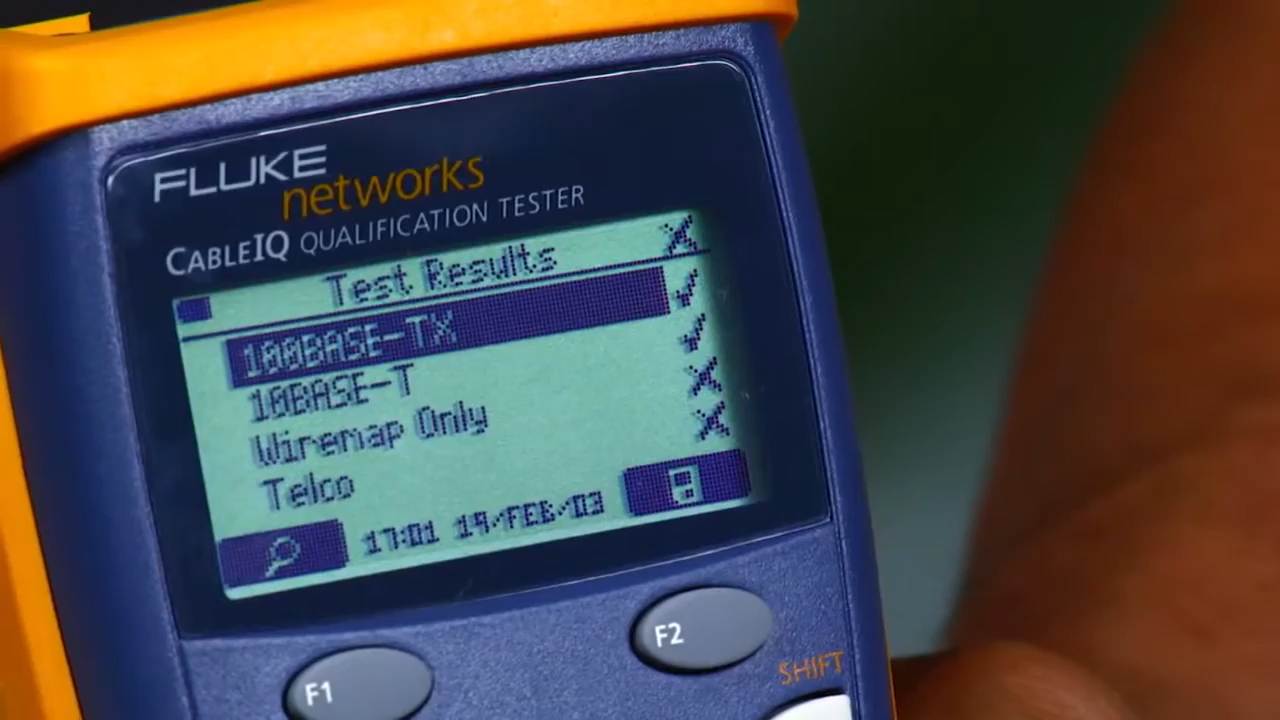 FLUKE
networks
CABLEIQ QUALIFICATION TESTER
Test Results X
100BASE-TX ✓
10BASE-T ✓
Wiremap Only X
Telco X
17:01 19/FEB/03
F1
F2
SHIFT